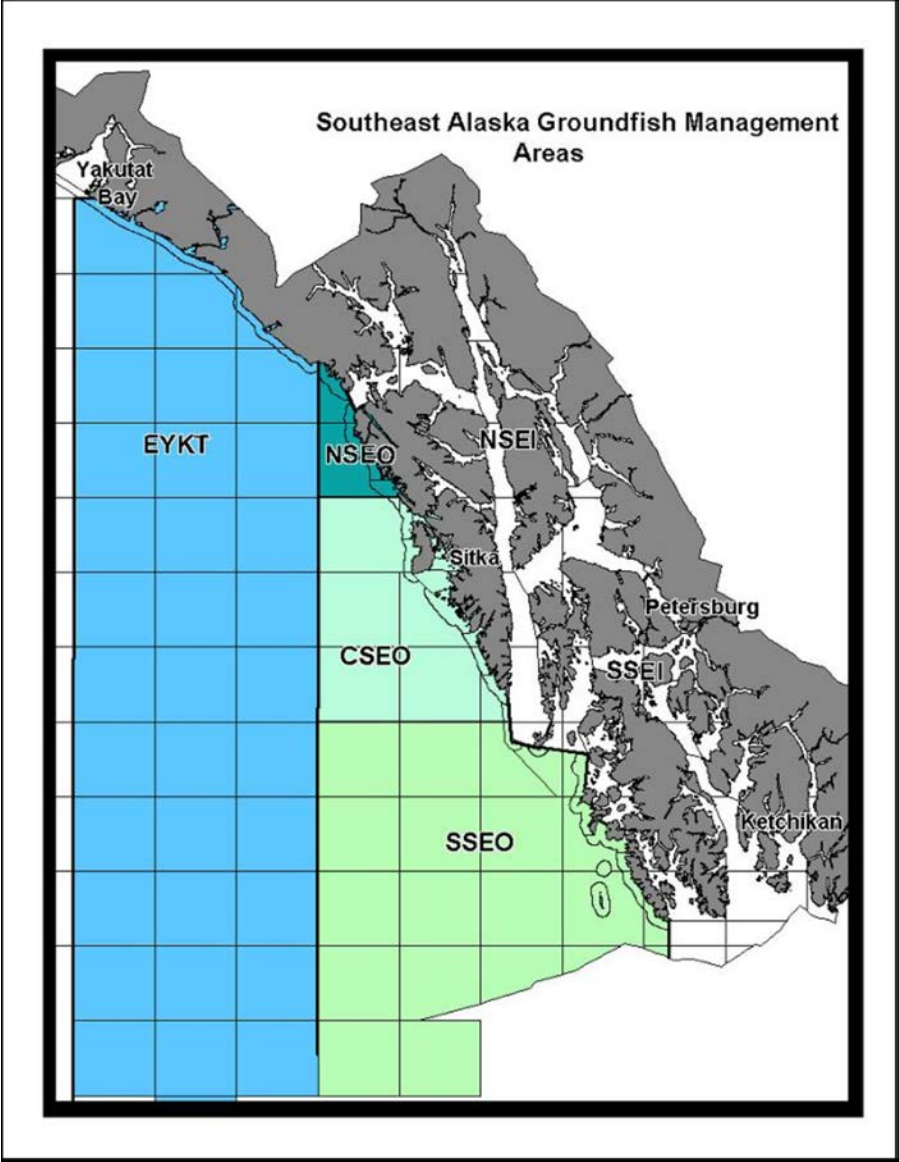 Southeast Alaska Groundfish Management
Areas
Yakutat
Bay
EYKT
NSEO
NSEI
Sitka
Petersburg
CSEO
SSEI
Ketchikan
SSEO